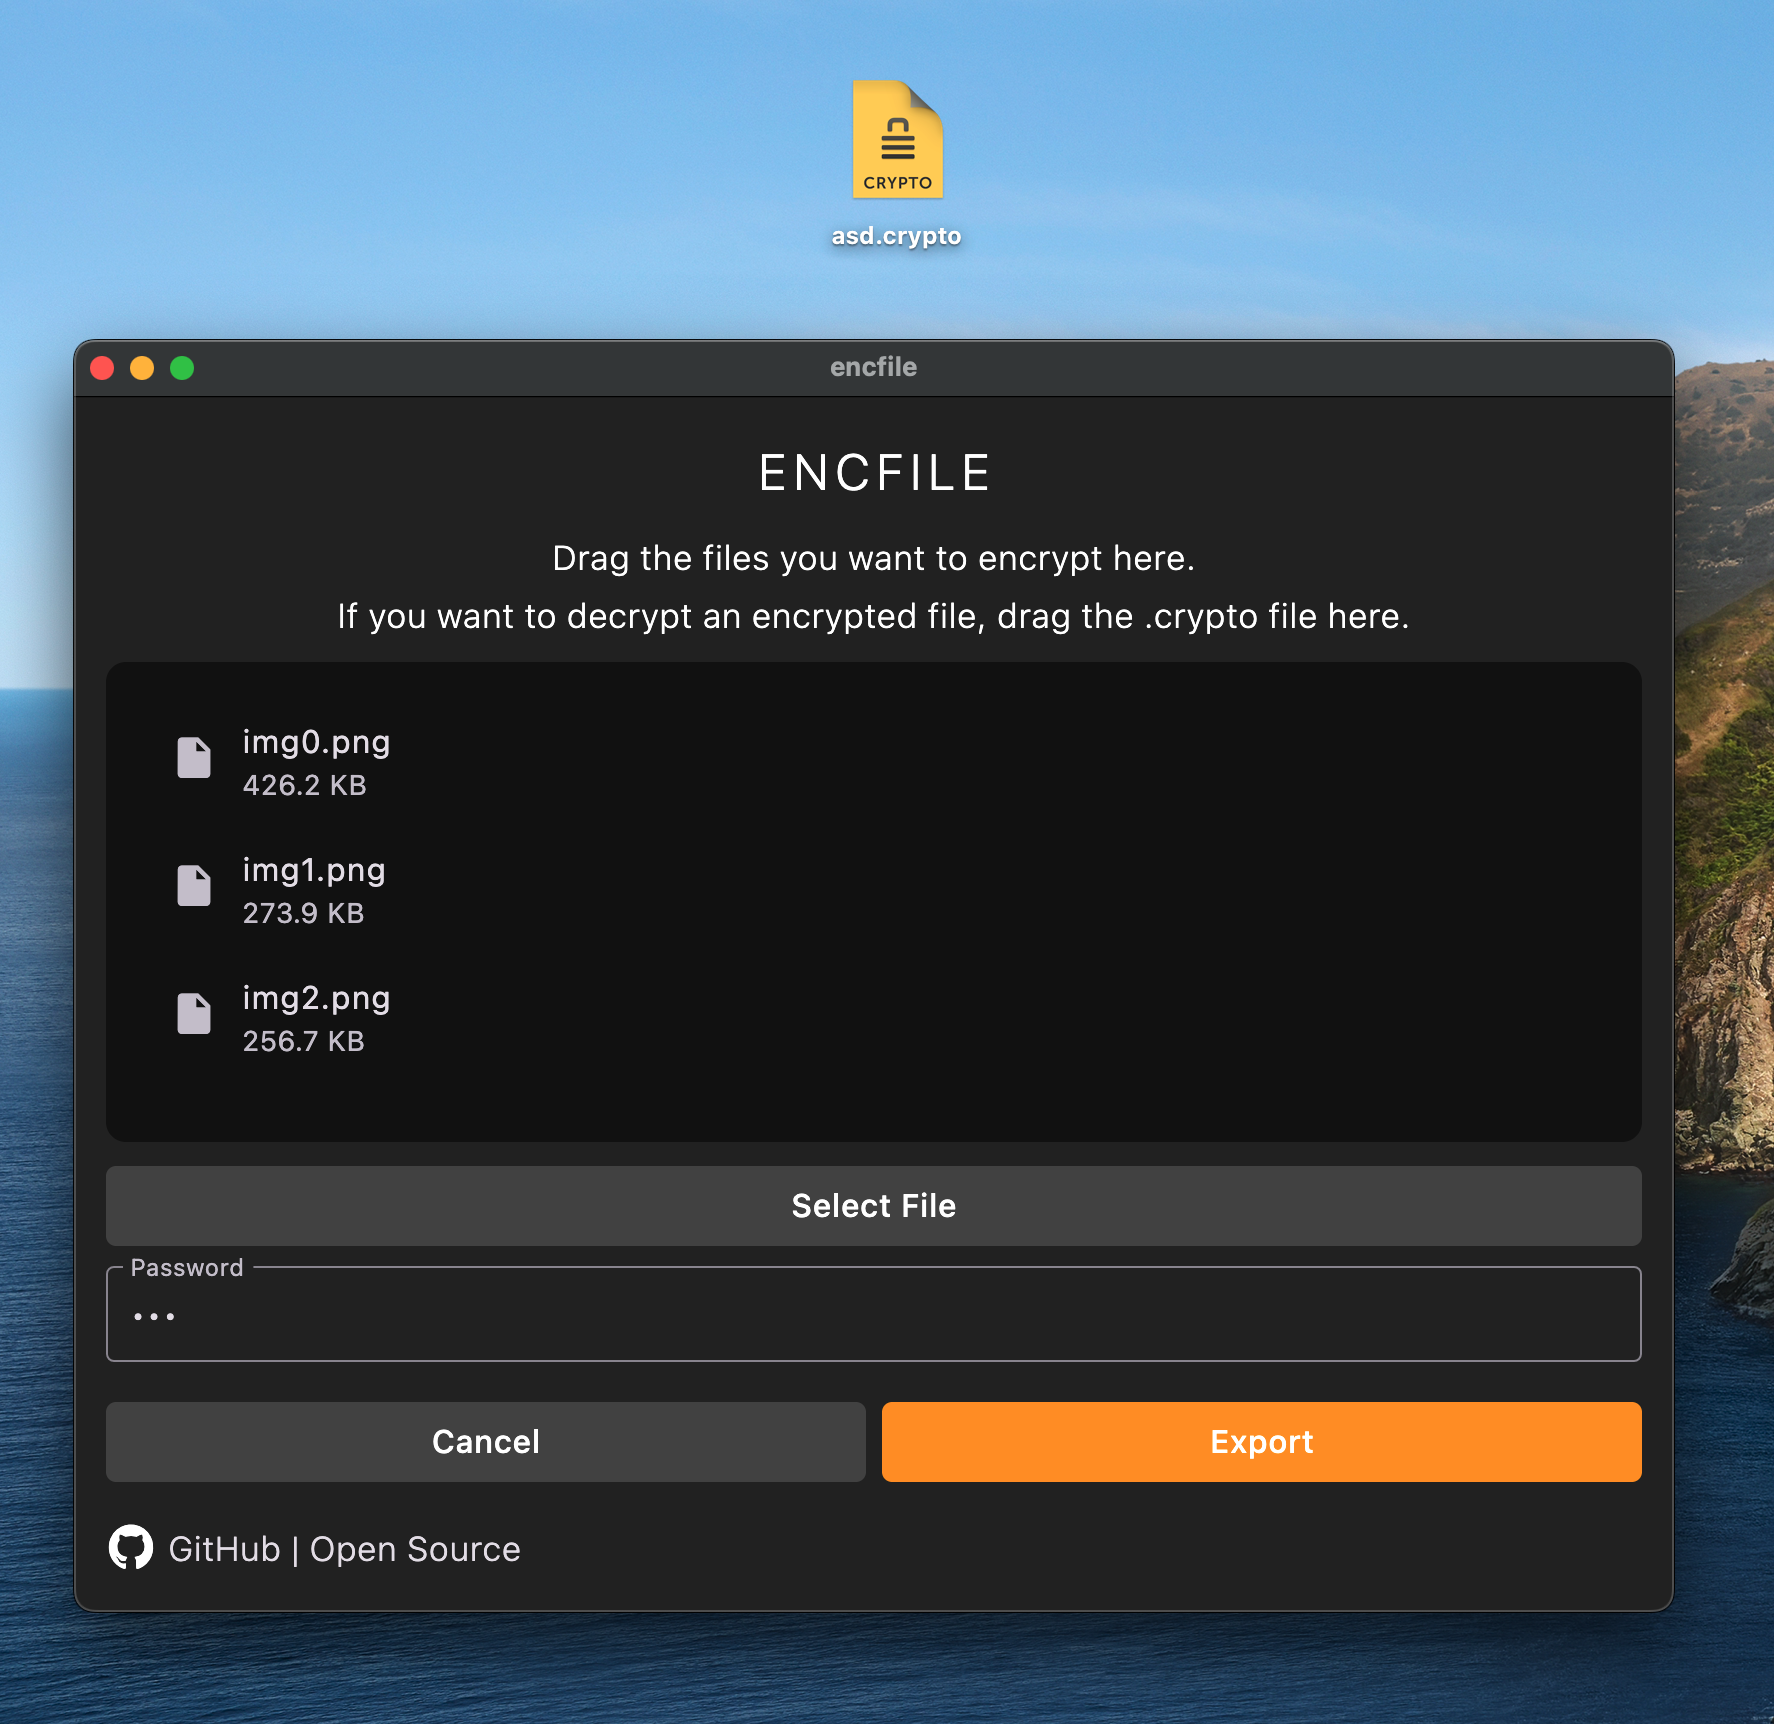 CRYPTO
asd.crypto
encfile
ENCFILE
Drag the files you want to encrypt here.
If you want to decrypt an encrypted file, drag the .crypto file here.
img0.png
426.2 KB
img1.png
273.9 KB
img2.png
256.7 KB
Select File
Password
•••
Cancel
Export
GitHub | Open Source